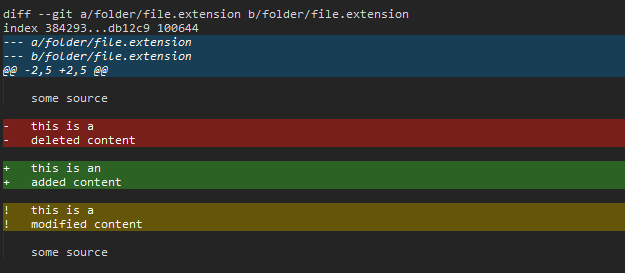 diff --git a/folder/file.extension b/folder/file.extension
index 384293...db12c9 100644
--- a/folder/file.extension
--- b/folder/file.extension
@@ -2,5 +2,5 @@
some source
- this is a
- deleted content
+ this is an
+ added content
! this is a
! modified content
some source